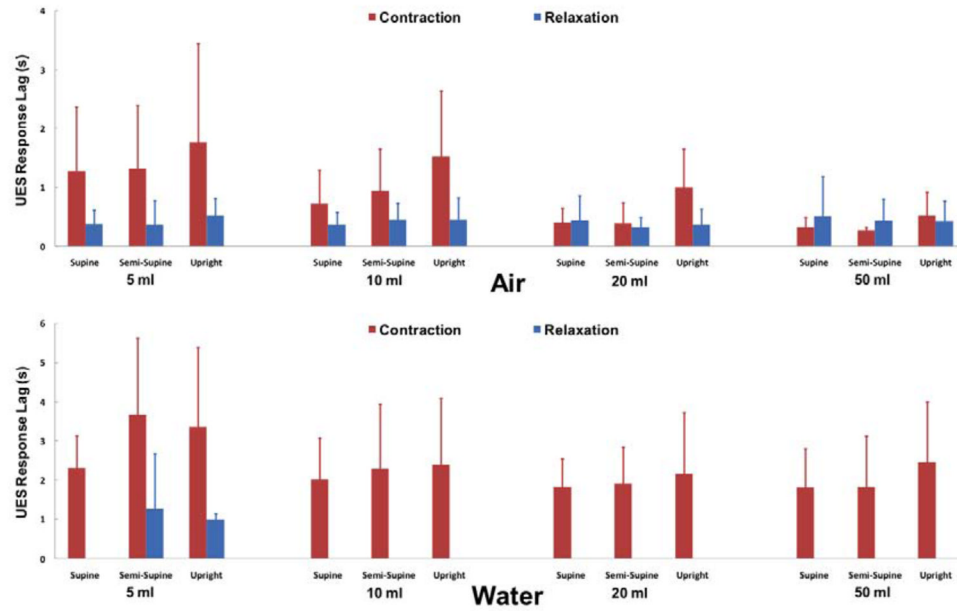 4
Contraction Relaxation
3
2
1
0
UES Response Lag (s)
Supine Semi-Supine Upright Supine Semi-Supine Upright Supine Semi-Supine Upright Supine Semi-Supine Upright
5 ml 10 ml 20 ml 50 ml
Air
6
Contraction Relaxation
5
4
3
2
1
0
UES Response Lag (s)
Supine Semi-Supine Upright Supine Semi-Supine Upright Supine Semi-Supine Upright Supine Semi-Supine Upright
5 ml 10 ml 20 ml 50 ml
Water